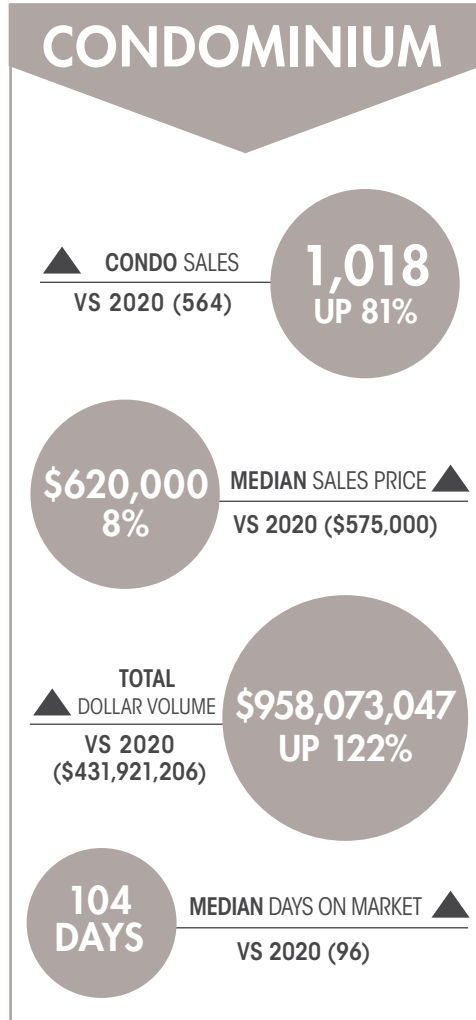 CONDOMINIUM
CONDO SALES
VS 2020 (564)
1,018
UP 81%
$620,000
8%
MEDIAN SALES PRICE
VS 2020 ($575,000)
TOTAL
DOLLAR VOLUME
VS 2020
($431,921,206)
$958,073,047
UP 122%
104
DAYS
MEDIAN DAYS ON MARKET
VS 2020 (96)